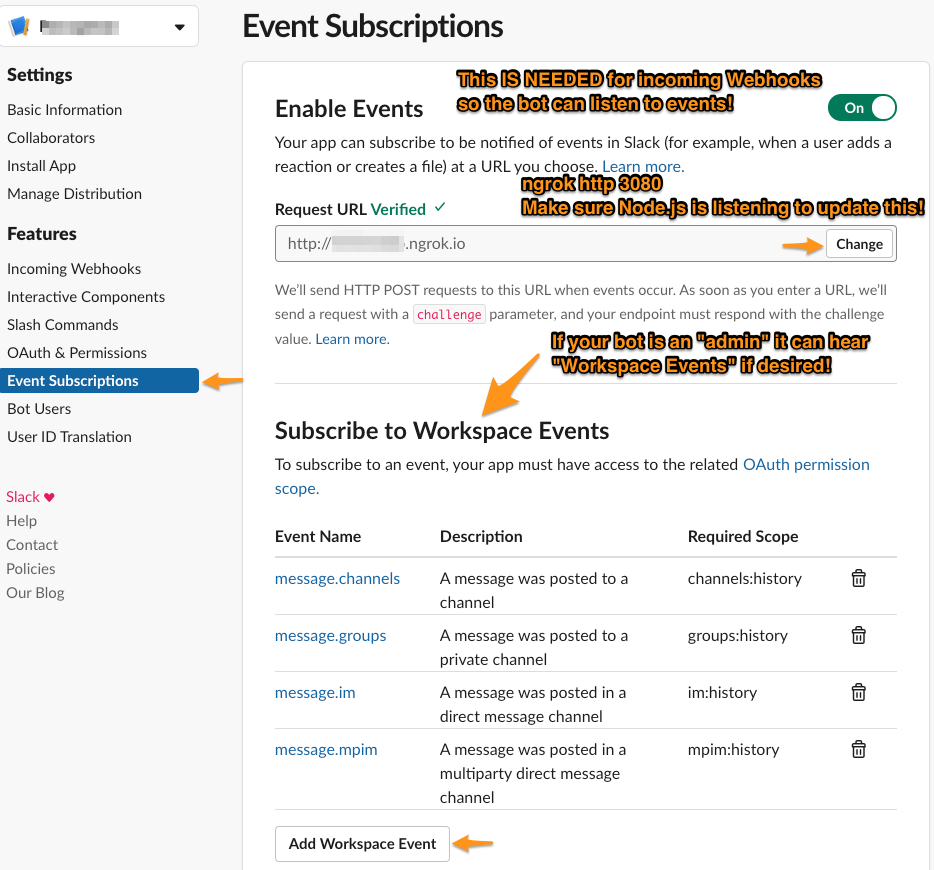 Event Subscriptions
Settings
Basic Information
Collaborators
Install App
Manage Distribution
Features
Incoming Webhooks
Interactive Components
Slash Commands
OAuth & Permissions
Event Subscriptions
Bot Users
User ID Translation
Slack ♥
Help
Contact
Policies
Our Blog
This IS NEEDED for incoming Webhooks
so the bot can listen to events!
Enable Events
On
Your app can subscribe to be notified of events in Slack (for example, when a user adds a
reaction or creates a file) at a URL you choose. Learn more.
ngrok http 3080
Make sure Node.js is listening to update this!
Request URL Verified ✓
http:// .ngrok.io
Change
We’ll send HTTP POST requests to this URL when events occur. As soon as you enter a URL, we’ll
send a request with a challenge parameter, and your endpoint must respond with the challenge
value. Learn more.
If your bot is an "admin" it can hear
"Workspace Events" if desired!
Subscribe to Workspace Events
To subscribe to an event, your app must have access to the related OAuth permission
scope.
Event Name Description Required Scope
message.channels A message was posted to a channels:history
channel
message.groups A message was posted to a groups:history
private channel
message.im A message was posted in a im:history
direct message channel
message.mpim A message was posted in a mpim:history
multiparty direct message
channel
Add Workspace Event